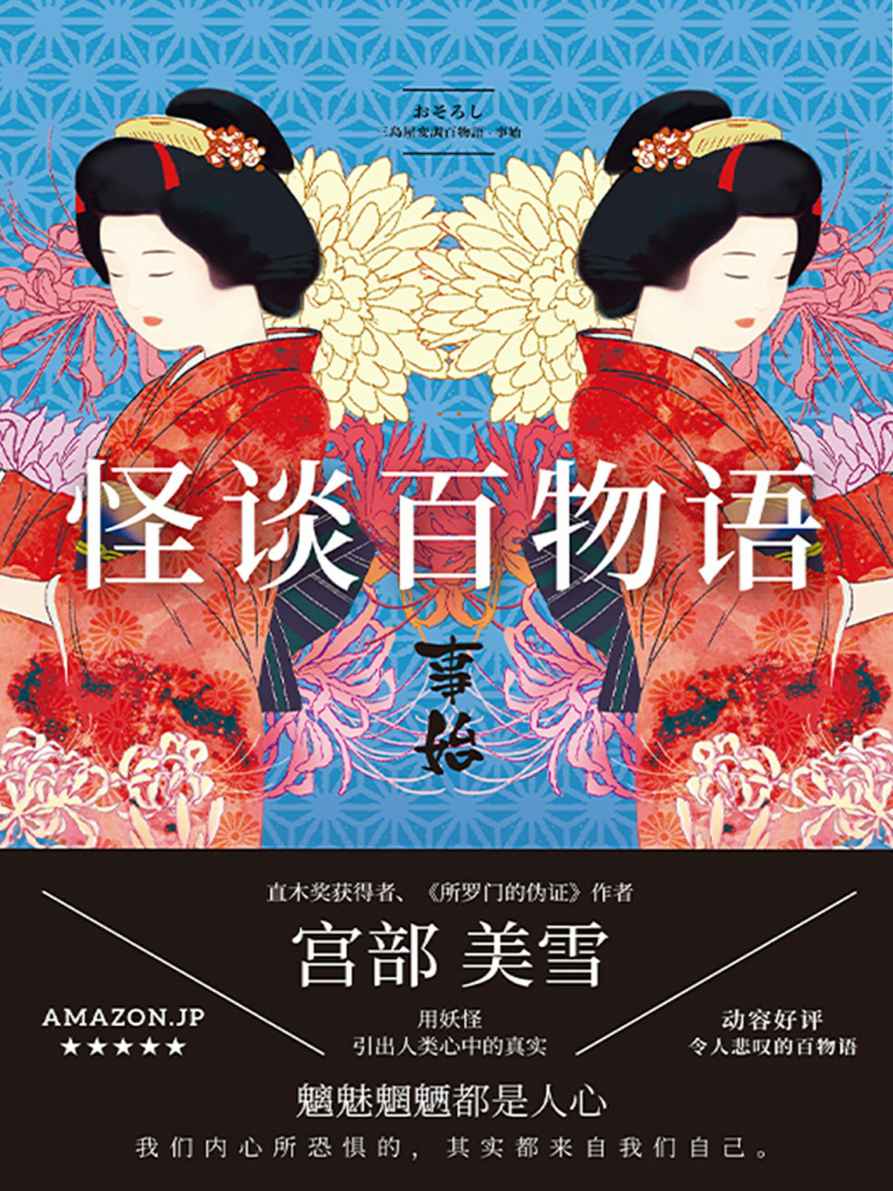 おそろし
三島屋変調百物語·事始
怪谈百物语
事始
直木奖获得者、《所罗门的伪证》作者
宫部 美雪
AMAZON.JP
★★★★★
用妖怪
引出人类心中的真实
动容好评
令人悲叹的百物语
魑魅魍魉都是人心
我们内心所恐惧的，其实都来自我们自己。